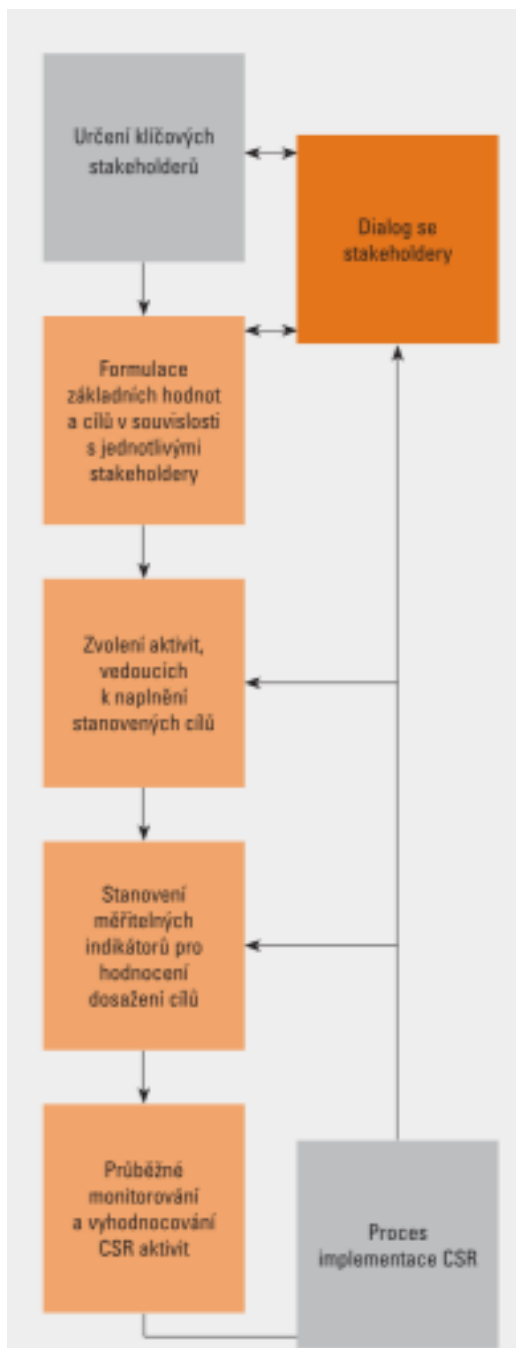 Určení klíčových
stakeholderů
Dialog se
stakeholdery
Formulace
základních hodnot
a cílů v souvislosti
s jednotlivými
stakeholdery
Zvolení aktivit,
vedoucích
k naplnění
stanovených cílů
Stanovení
měřitelných
indikátorů pro
hodnocení
dosažení cílů
Průběžné
monitorování
a vyhodnocování
CSR aktivit
Proces
implementace CSR